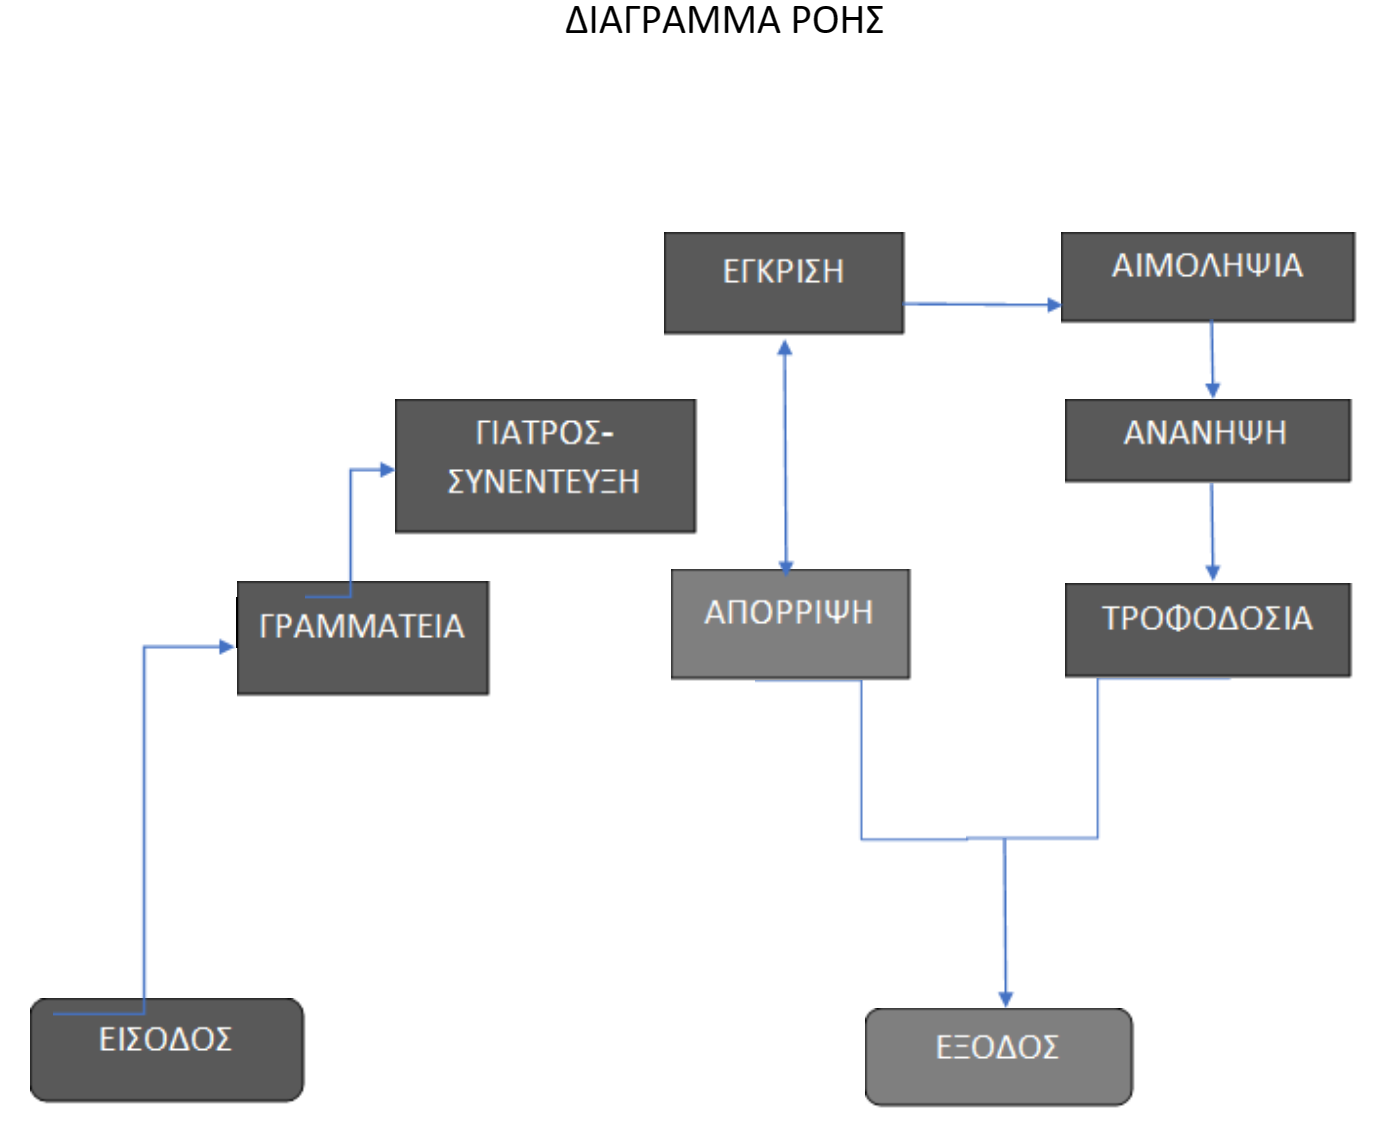 ΔΙΑΓΡΑΜΜΑ ΡΟΗΣ
ΕΓΚΡΙΣΗ
ΑΙΜΟΛΗΨΙΑ
ΓΙΑΤΡΟΣ-
ΣΥΝΕΝΤΕΥΞΗ
ΑΝΑΝΗΨΗ
ΓΡΑΜΜΑΤΕΙΑ
ΑΠΟΡΡΙΨΗ
ΤΡΟΦΟΔΟΣΙΑ
ΕΙΣΟΔΟΣ
ΕΞΟΔΟΣ